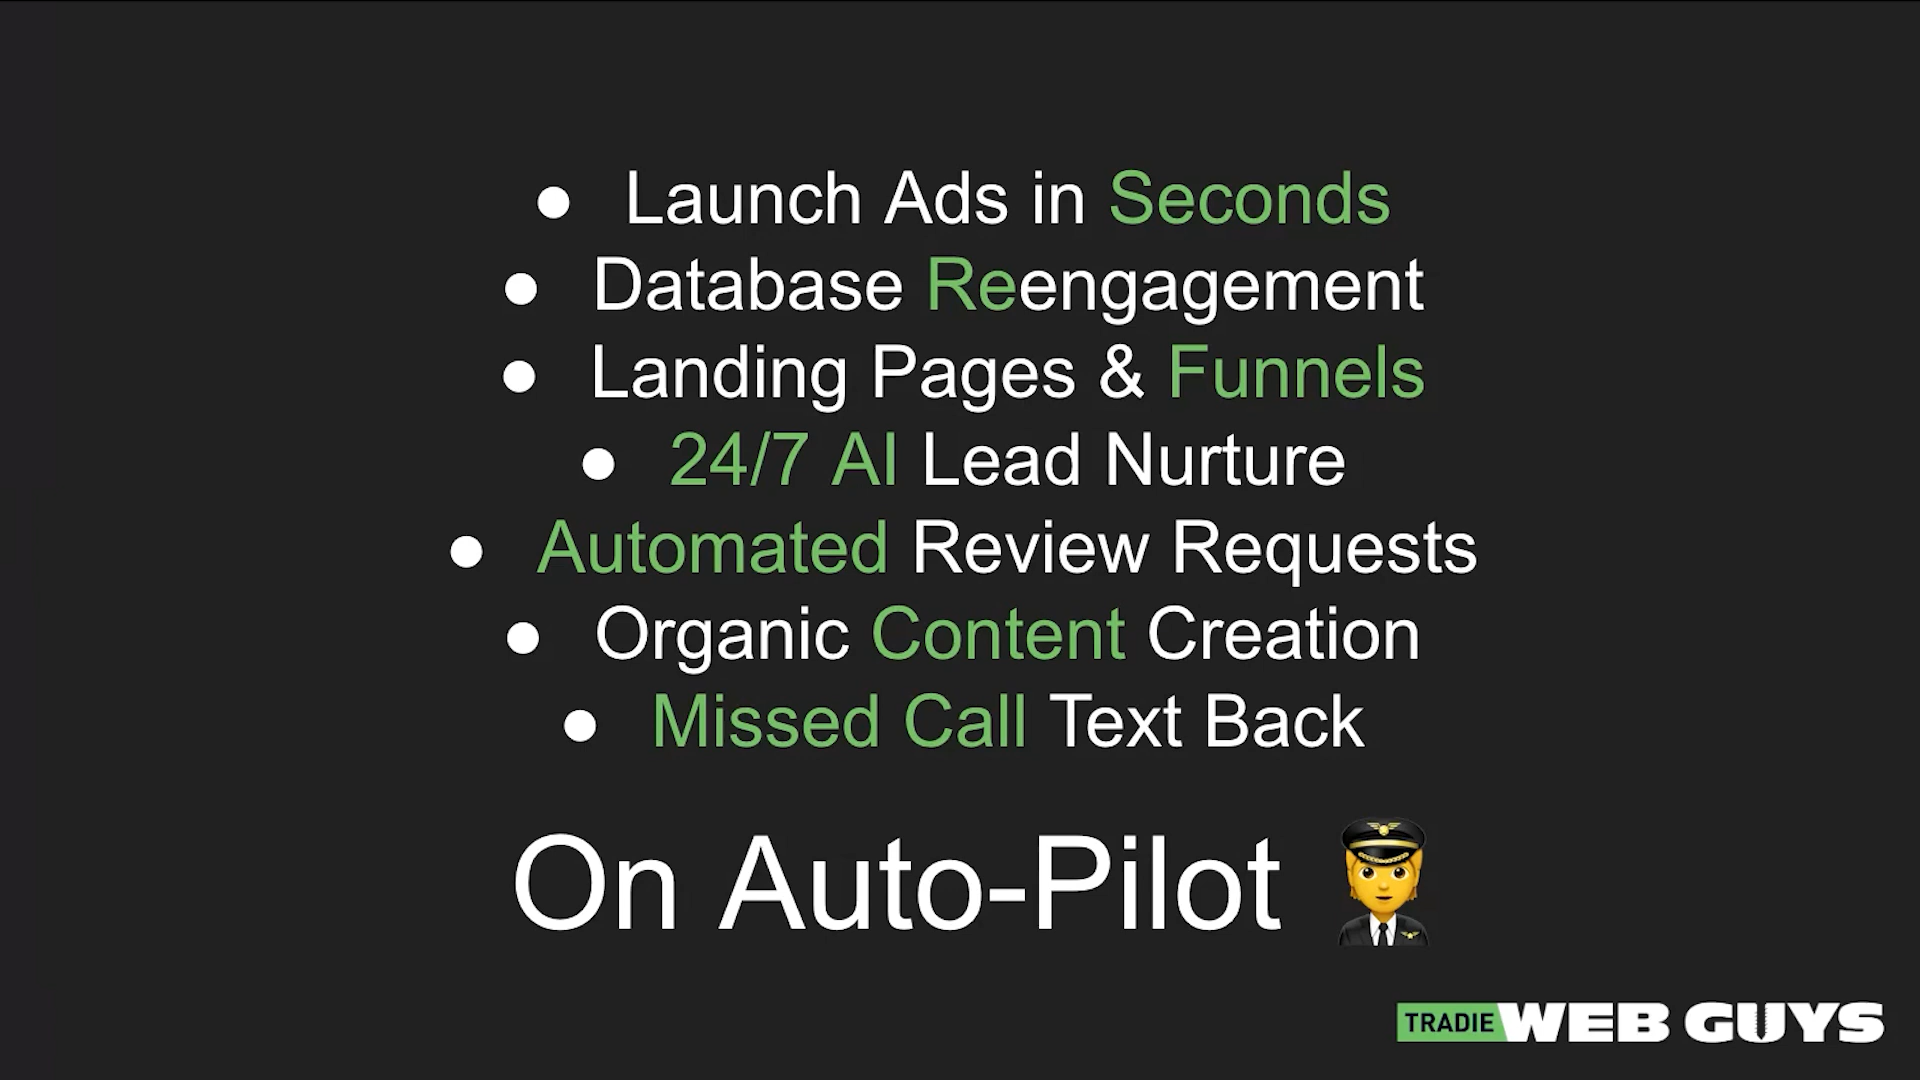 ● Launch Ads in Seconds
● Database Reengagement
● Landing Pages & Funnels
● 24/7 AI Lead Nurture
● Automated Review Requests
● Organic Content Creation
● Missed Call Text Back
On Auto-Pilot
TRADIE WEB GUYS